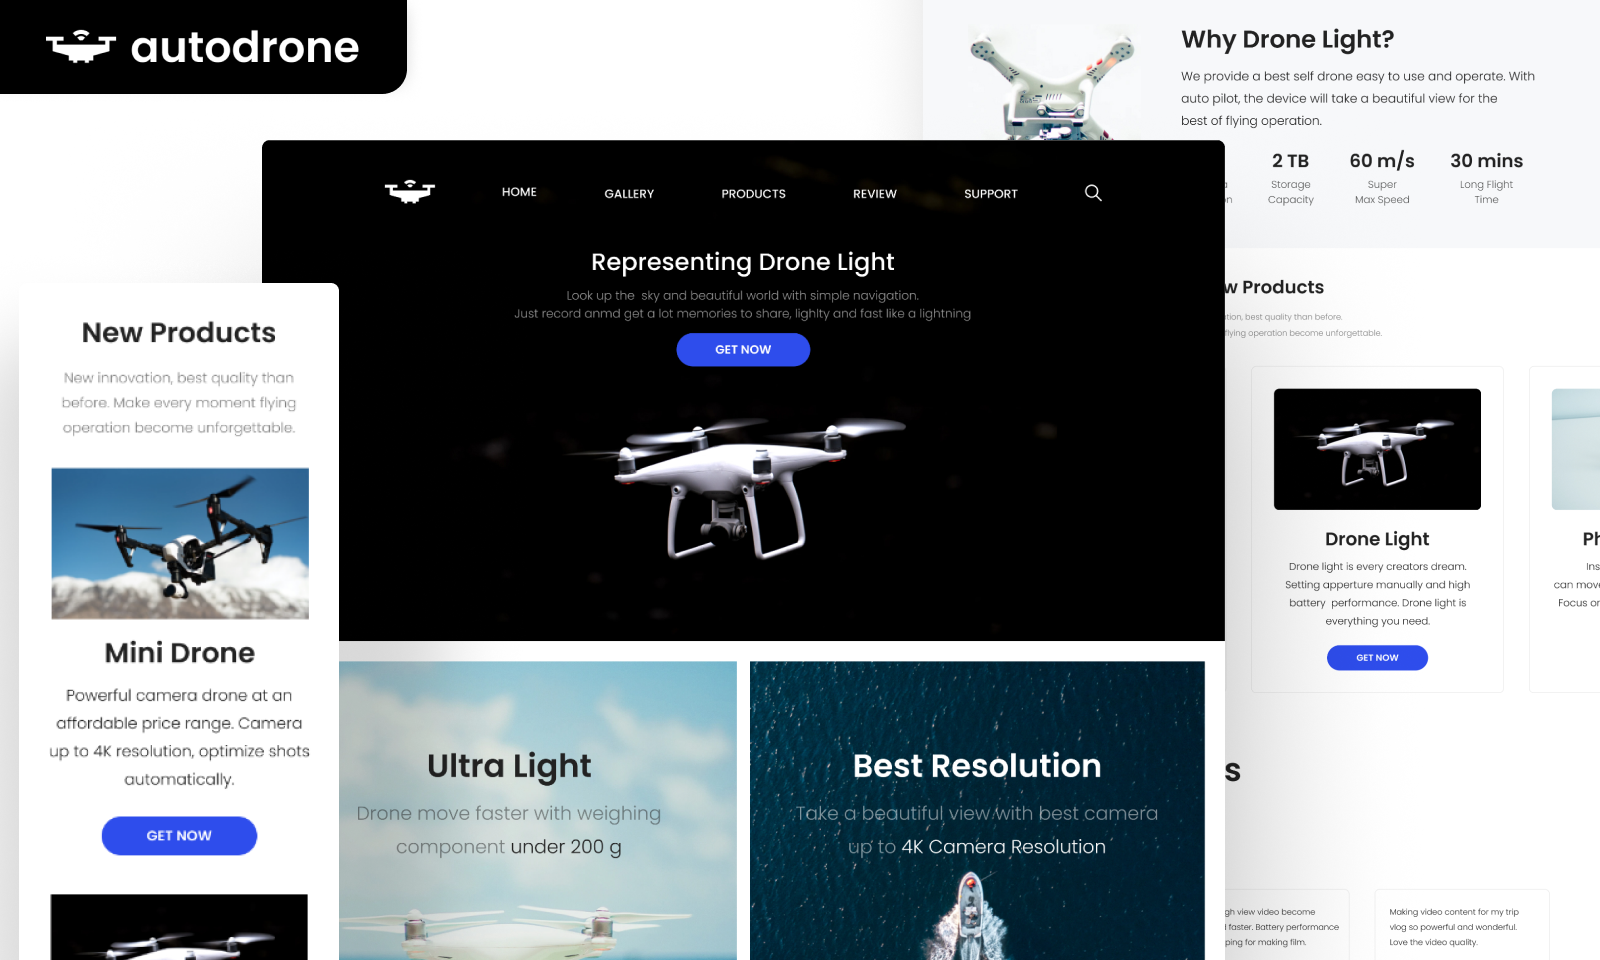 autodrone
Why Drone Light?
We provide a best self drone easy to use and operate. With
auto pilot, the device will take a beautiful view for the
best of flying operation.
2 TB
Storage
Capacity
60 m/s
Super
Max Speed
30 mins
Long Flight
Time
HOME
GALLERY
PRODUCTS
REVIEW
SUPPORT
Representing Drone Light
Look up the  sky and beautiful world with simple navigation.
Just record anmd get a lot memories to share, lighlty and fast like a lightning
GET NOW
New Products
New innovation, best quality than
before. Make every moment flying
operation become unforgettable.
Mini Drone
Powerful camera drone at an
affordable price range. Camera
up to 4K resolution, optimize shots
automatically.
GET NOW
Ultra Light
Drone move faster with weighing
component under 200 g
Best Resolution
Take a beautiful view with best camera
up to 4K Camera Resolution
w Products
best quality than before.
flying operation become unforgettable.
Drone Light
Drone light is every creators dream.
Setting apperture manually and high
battery  performance. Drone light is
everything you need.
GET NOW
Ph
Ins
can move
Focus on
s
gh view video become
faster. Battery performance
ping for making film.
Making video content for my trip
vlog so powerful and wonderful.
Love the video quality.